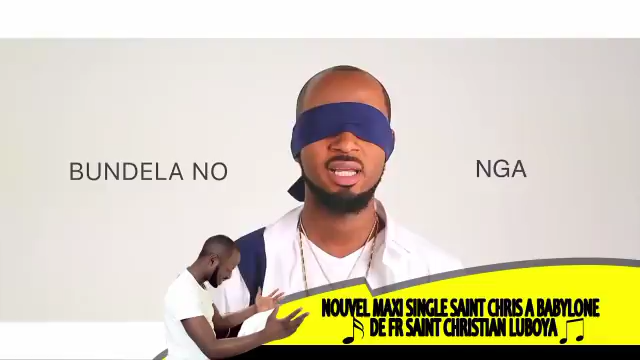 BUNDELA NO
NGA
NOUVEL MAXI SINGLE SAINT CHRIS A BABYLONE
DE FR SAINT CHRISTIAN LUBOYA